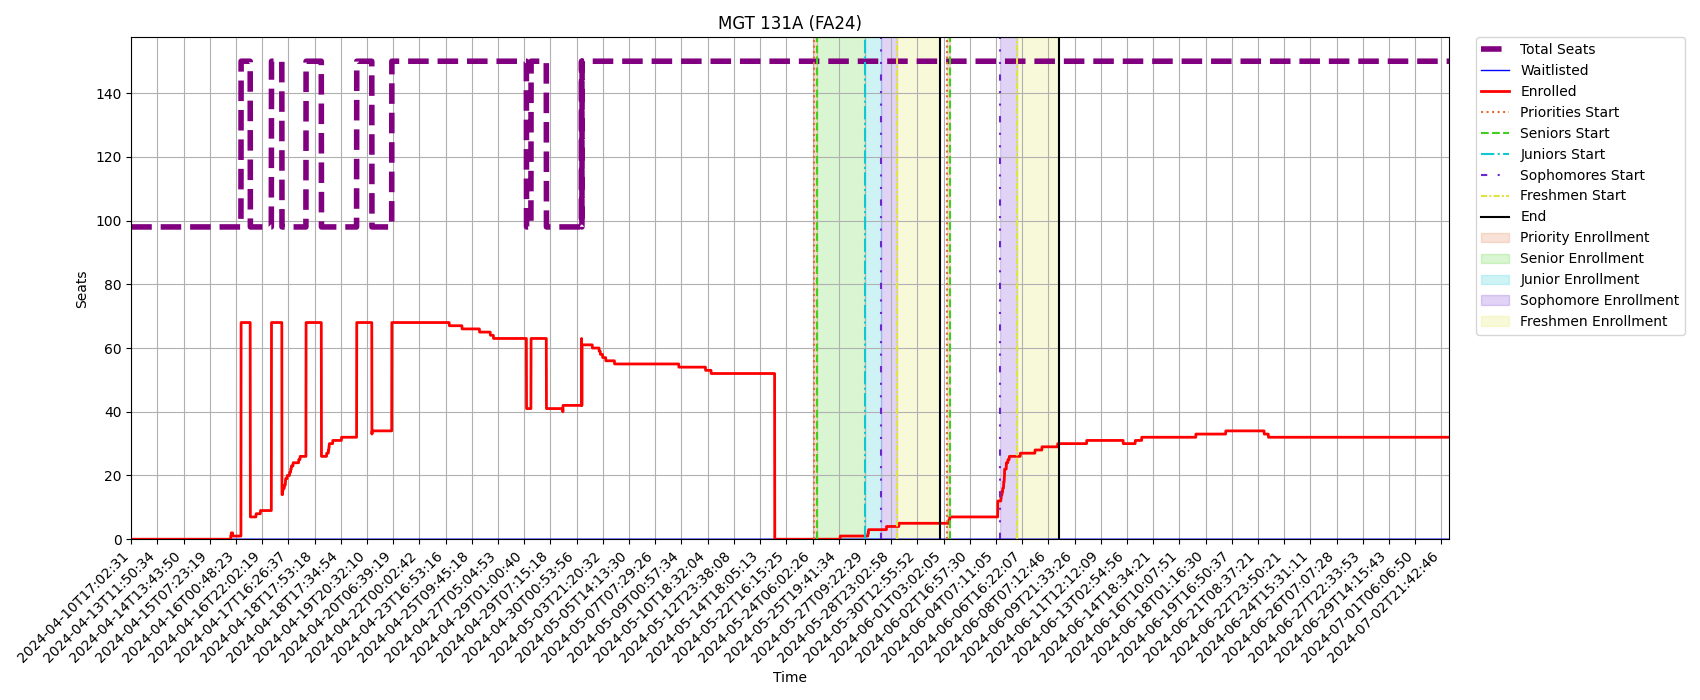 MGT 131A (FA24)
Total Seats
Waitlisted
Enrolled
Priorities Start
Seniors Start
Juniors Start
Sophomores Start
Freshmen Start
End
Priority Enrollment
Senior Enrollment
Junior Enrollment
Sophomore Enrollment
Freshmen Enrollment
Seats
140
120
100
80
60
40
20
0
2024-04-10T17:02:31
2024-04-13T11:50:34
2024-04-14T13:43:50
2024-04-15T07:23:19
2024-04-16T00:48:23
2024-04-16T22:02:19
2024-04-17T16:26:37
2024-04-18T17:53:18
2024-04-18T17:34:54
2024-04-19T20:32:10
2024-04-20T06:39:19
2024-04-22T00:02:42
2024-04-23T16:53:16
2024-04-25T09:45:18
2024-04-27T05:04:53
2024-04-29T01:00:40
2024-04-29T07:15:18
2024-04-30T00:53:56
2024-05-03T21:20:32
2024-05-05T14:13:30
2024-05-07T07:29:26
2024-05-09T00:57:34
2024-05-10T18:32:04
2024-05-12T23:38:08
2024-05-14T18:05:13
2024-05-22T16:15:25
2024-05-24T06:02:26
2024-05-25T19:41:34
2024-05-27T09:22:29
2024-05-28T23:02:58
2024-05-30T12:55:52
2024-06-01T03:02:05
2024-06-02T16:57:30
2024-06-04T07:11:05
2024-06-06T16:22:07
2024-06-08T07:12:46
2024-06-09T21:33:26
2024-06-11T12:12:09
2024-06-13T02:54:56
2024-06-14T18:34:21
2024-06-16T10:07:51
2024-06-18T01:16:30
2024-06-19T16:50:37
2024-06-21T08:37:21
2024-06-22T23:50:21
2024-06-24T15:31:11
2024-06-26T07:07:28
2024-06-27T22:33:53
2024-06-29T14:15:43
2024-07-01T06:06:50
2024-07-02T21:42:46
Time